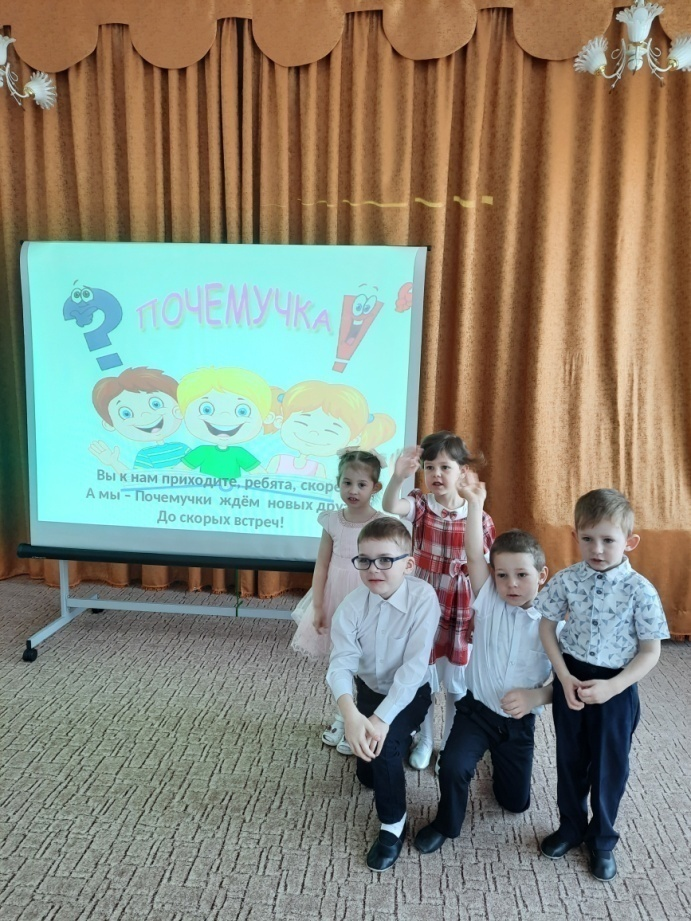 ПОЧЕМУЧКА
Вы к нам приходите, ребята,
А мы – Почемучки ждём новых
До скорых встреч!